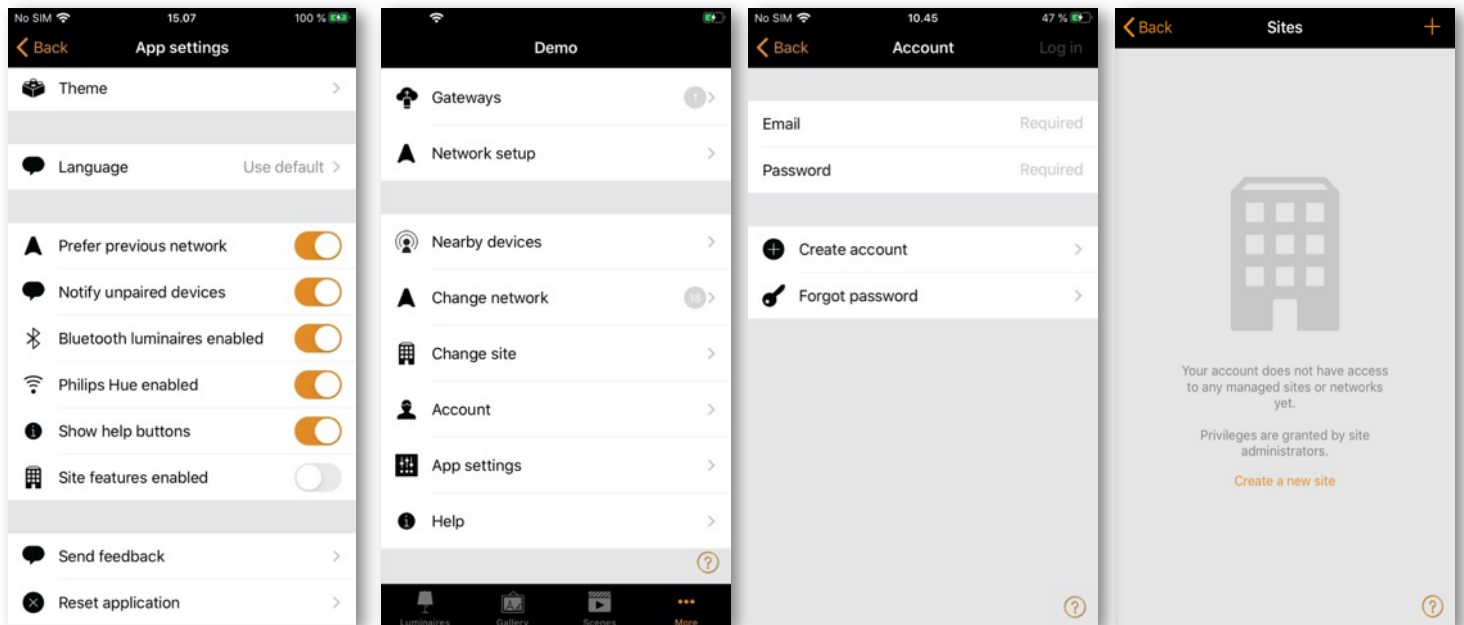 No SIM 15.07 100 %
Back App settings
Theme
Language Use default
Prefer previous network
Notify unpaired devices
Bluetooth luminaires enabled
Philips Hue enabled
Show help buttons
Site features enabled
Send feedback
Reset application
Demo
Gateways 1
Network setup
Nearby devices
Change network 18
Change site
Account
App settings
Help
?
Luminaires Gallery Scenes More
No SIM 10.45 47 %
Back Account Log in
Email Required
Password Required
Create account
Forgot password
?
Back Sites +
Your account does not have access
to any managed sites or networks
yet.
Privileges are granted by site
administrators.
Create a new site
?